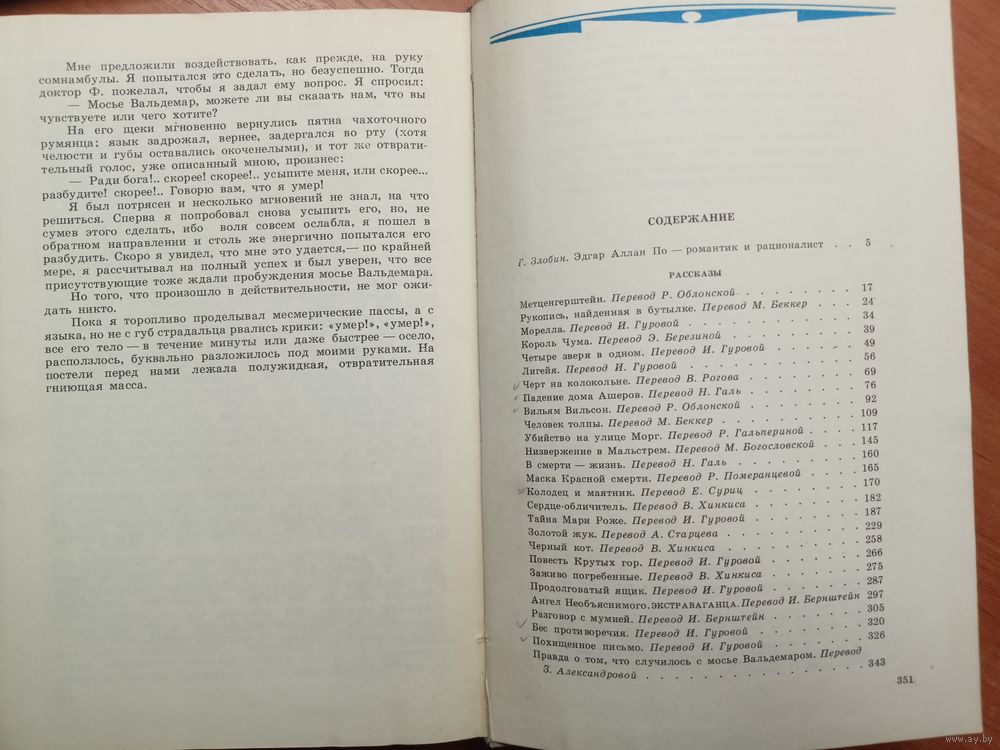 Мне предложили воздействовать, как прежде, на руку
сомнамбулы. Я попытался это сделать, но безуспешно. Тогда
доктор Ф. пожелал, чтобы я задал ему вопрос. Я спросил:
— Мосье Вальдемар, можете ли вы сказать нам, что вы
чувствуете или чего хотите?
На его щеки мгновенно вернулись пятна чахоточного
румянца; язык задрожал, вернее, задергался во рту (хотя
челюсти и губы оставались окоченелыми), и тот же отврати-
тельный голос, уже описанный мною, произнес:
— Ради бога!.. скорее! скорее!.. усыпите меня, или скорее...
разбудите! скорее!.. Говорю вам, что я умер!
Я был потрясен и несколько мгновений не знал, на что
решиться. Сперва я попробовал снова усыпить его, но, не
сумев этого сделать, ибо воля совсем ослабла, я пошел в
обратном направлении и столь же энергично попытался его
разбудить. Скоро я увидел, что мне это удается,— по крайней
мере, я рассчитывал на полный успех и был уверен, что все
присутствующие тоже ждали пробуждения мосье Вальдемара.
Но того, что произошло в действительности, не мог ожи-
дать никто.
Пока я торопливо проделывал месмерические пассы, а с
языка, но не с губ страдальца рвались крики: «умер!», «умер!»,
все его тело — в течение минуты или даже быстрее — осело,
расползлось, буквально разложилось под моими руками. На
постели перед нами лежала полужидкая, отвратительная
гниющая масса.
СОДЕРЖАНИЕ
Г. Злобин. Эдгар Аллан По — романтик и рационалист . . 5
РАССКАЗЫ
Метценгерштейн. Перевод Р. Облонской. . . . . . . 17
Рукопись, найденная в бутылке. Перевод М. Беккер . . . 24
Морелла. Перевод И. Гуровой . . . . . . . . 34
Король Чума. Перевод Э. Березиной . . . . . . 39
Четыре зверя в одном. Перевод И. Гуровой . . . . . 49
Лигейя. Перевод И. Гуровой . . . . . . . . 56
Черт на колокольне. Перевод В. Рогова . . . . . . 69
Падение дома Ашеров. Перевод Н. Галь . . . . . . 76
Вильям Вильсон. Перевод Р. Облонской . . . . . . 92
Человек толпы. Перевод М. Беккер . . . . . . . 109
Убийство на улице Морг. Перевод Р. Гальпериной . . . . 117
Низвержение в Мальстрем. Перевод М. Богословской . . . 145
В смерти — жизнь. Перевод Н. Галь . . . . . . . 160
Маска Красной смерти. Перевод Р. Померанцевой . . . . 165
Колодец и маятник. Перевод Е. Суриц . . . . . . . 170
Сердце-обличитель. Перевод В. Хинкиса . . . . . . 182
Тайна Мари Роже. Перевод И. Гуровой . . . . . . 187
Золотой жук. Перевод А. Старцева . . . . . . . 229
Черный кот. Перевод В. Хинкиса . . . . . . . 258
Повесть Крутых гор. Перевод И. Гуровой . . . . . . 266
Заживо погребенные. Перевод В. Хинкиса . . . . . . 275
Продолговатый ящик. Перевод И. Гуровой . . . . . . 287
Ангел Необъяснимого. ЭКСТРАВАГАНЦА. Перевод И. Бернштейн 297
Разговор с мумией. Перевод И. Бернштейн . . . . . 305
Бес противоречия. Перевод И. Гуровой . . . . . . 320
Похищенное письмо. Перевод И. Гуровой . . . . . . 326
Правда о том, что случилось с мосье Вальдемаром. Перевод
З. Александровой . . . . . . . . . . . . 343
351
www.ay.by